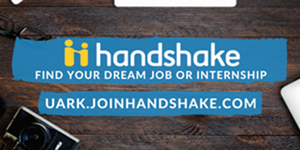 handshake
FIND YOUR DREAM JOB OR INTERNSHIP
UARK.JOINHANDSHAKE.COM